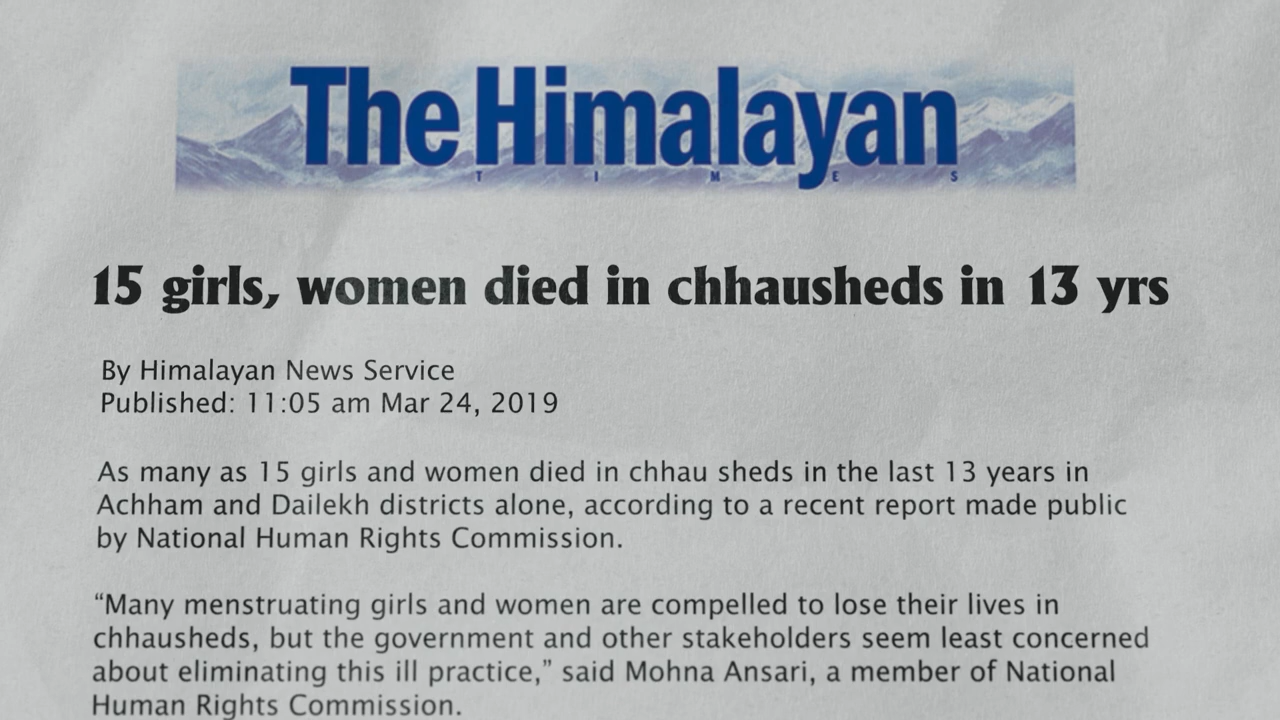 The Himalayan
TIMES
15 girls, women died in chhausheds in 13 yrs
By Himalayan News Service
Published: 11:05 am Mar 24, 2019
As many as 15 girls and women died in chhau sheds in the last 13 years in
Achham and Dailekh districts alone, according to a recent report made public
by National Human Rights Commission.
“Many menstruating girls and women are compelled to lose their lives in
chhausheds, but the government and other stakeholders seem least concerned
about eliminating this ill practice,” said Mohna Ansari, a member of National
Human Rights Commission.